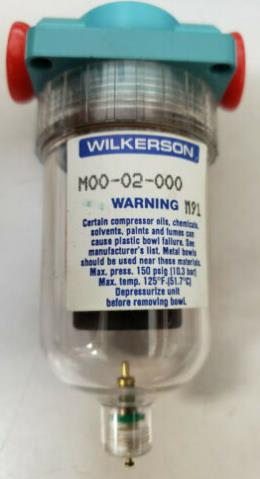 WILKERSON
M00-02-000
WARNING M91
Certain compressor oils, chemicals,
solvents, paints and fumes can
cause plastic bowl failure. See
manufacturer's list. Metal bowls
should be used near these materials.
Max. press. 150 psig (10.3 bar)
Max. temp. 125°F.(51.7°C)
Depressurize unit
before removing bowl.